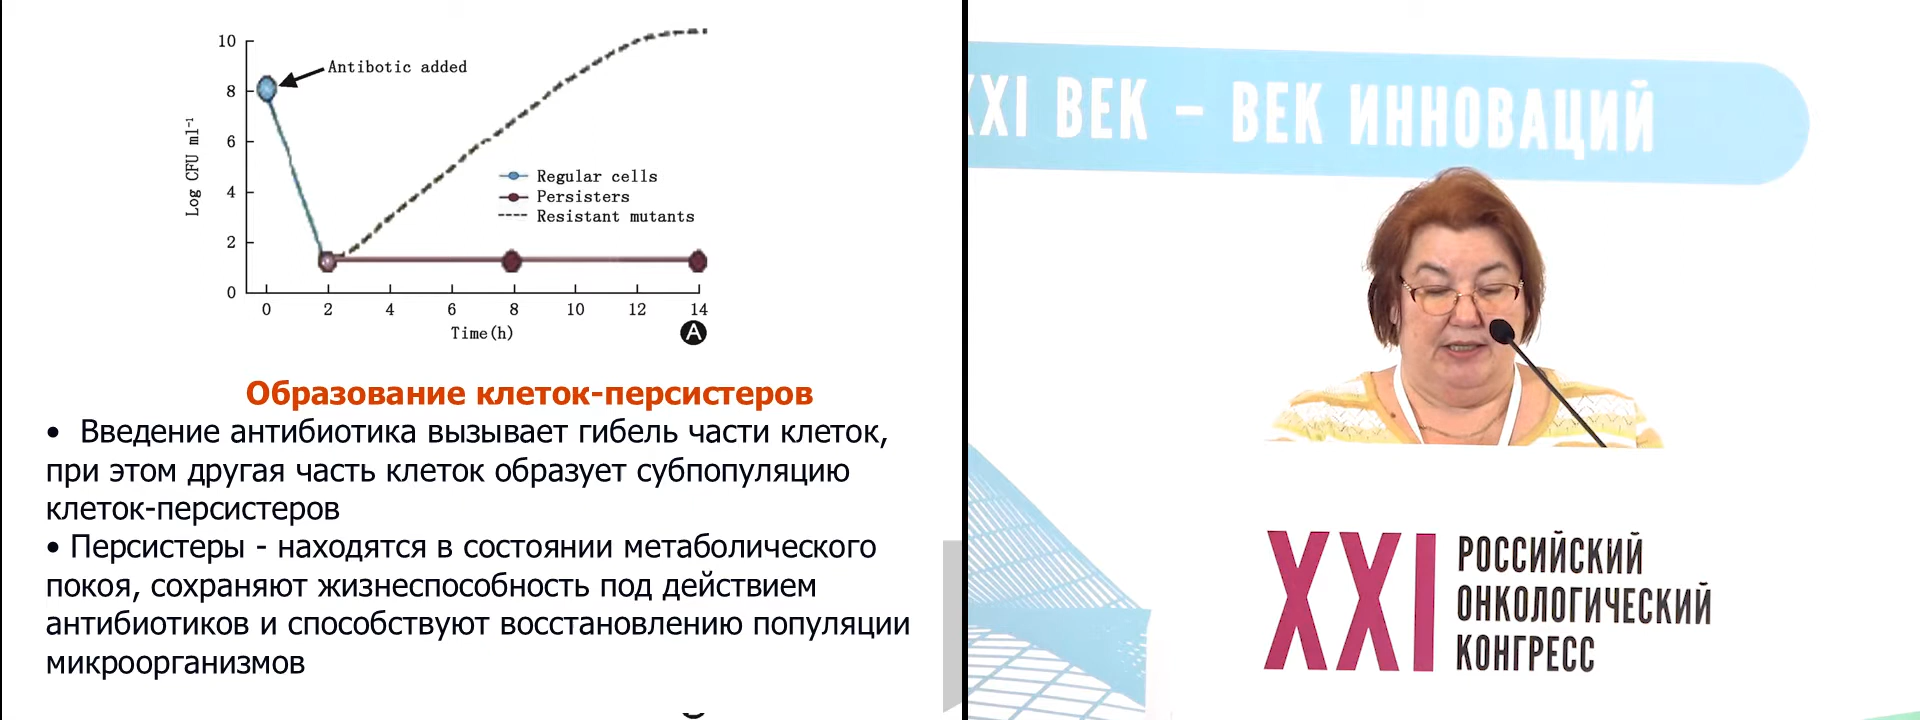 10
Antibotic added
8
6
4
2
0
Log CFU ml⁻¹
Regular cells
Persisters
Resistant mutants
0 2 4 6 8 10 12 14
Time(h)
A
Образование клеток-персистеров
• Введение антибиотика вызывает гибель части клеток,
при этом другая часть клеток образует субпопуляцию
клеток-персистеров
• Персистеры - находятся в состоянии метаболического
покоя, сохраняют жизнеспособность под действием
антибиотиков и способствуют восстановлению популяции
микроорганизмов
XXI ВЕК – ВЕК ИННОВАЦИЙ
XXI
РОССИЙСКИЙ
ОНКОЛОГИЧЕСКИЙ
КОНГРЕСС